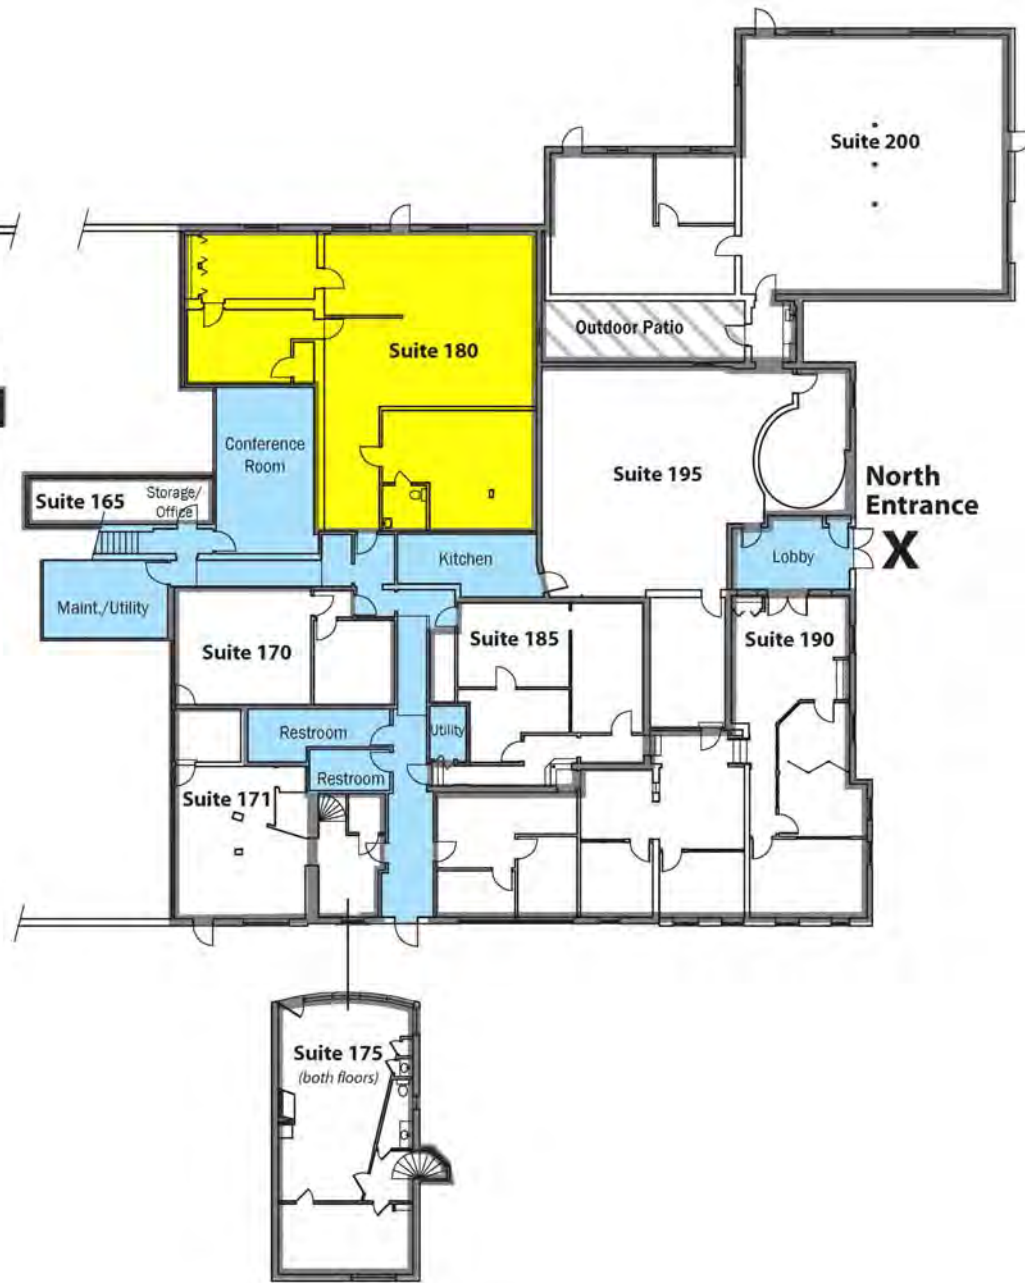 Suite 200
Outdoor Patio
Suite 180
Conference
Room
Suite 195
North
Entrance
X
Suite 165
Storage/
Office
Kitchen
Lobby
Maint./Utility
Suite 170
Suite 185
Suite 190
Restroom
Utility
Restroom
Suite 171
Suite 175
(both floors)